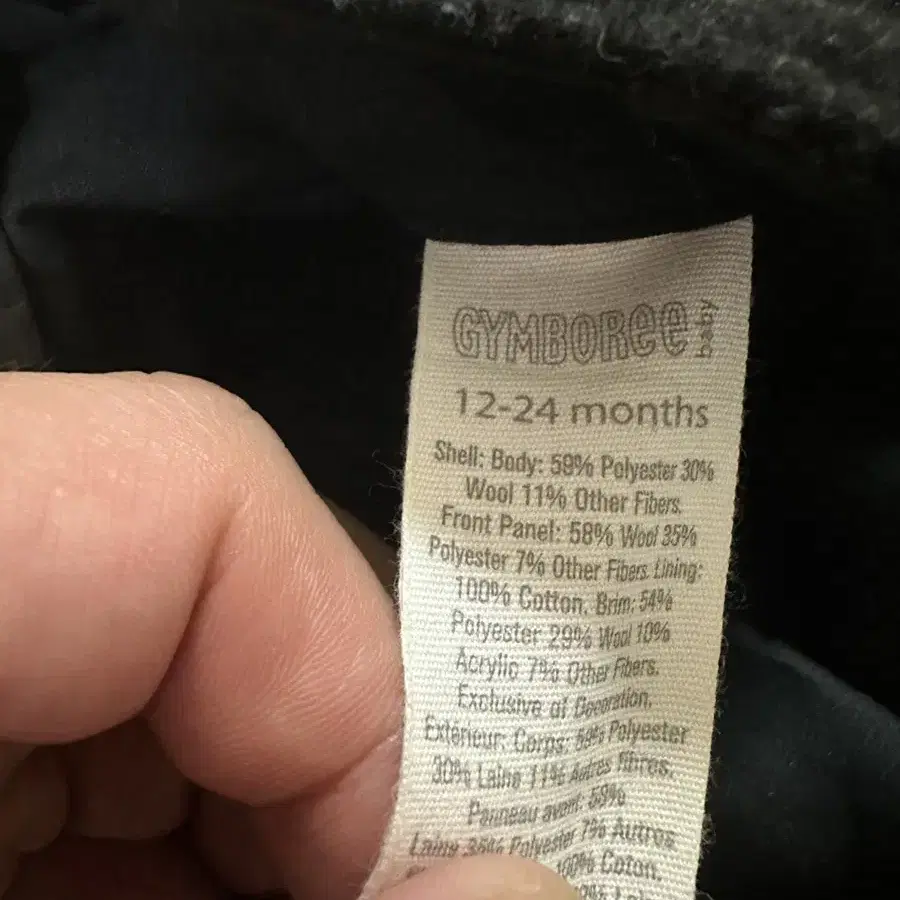 GYMBOREE baby
12-24 months
Shell: Body: 59% Polyester 30%
Wool 11% Other Fibers.
Front Panel: 58% Wool 35%
Polyester 7% Other Fibers. Lining:
100% Cotton. Brim: 54%
Polyester 29% Wool 10%
Acrylic 7% Other Fibers.
Exclusive of Decoration.
Extérieur: Corps: 59% Polyester
30% Laine 11% Autres fibres.
Panneau avant:
Laine 35% Polyester 7% Autres
100% Coton.